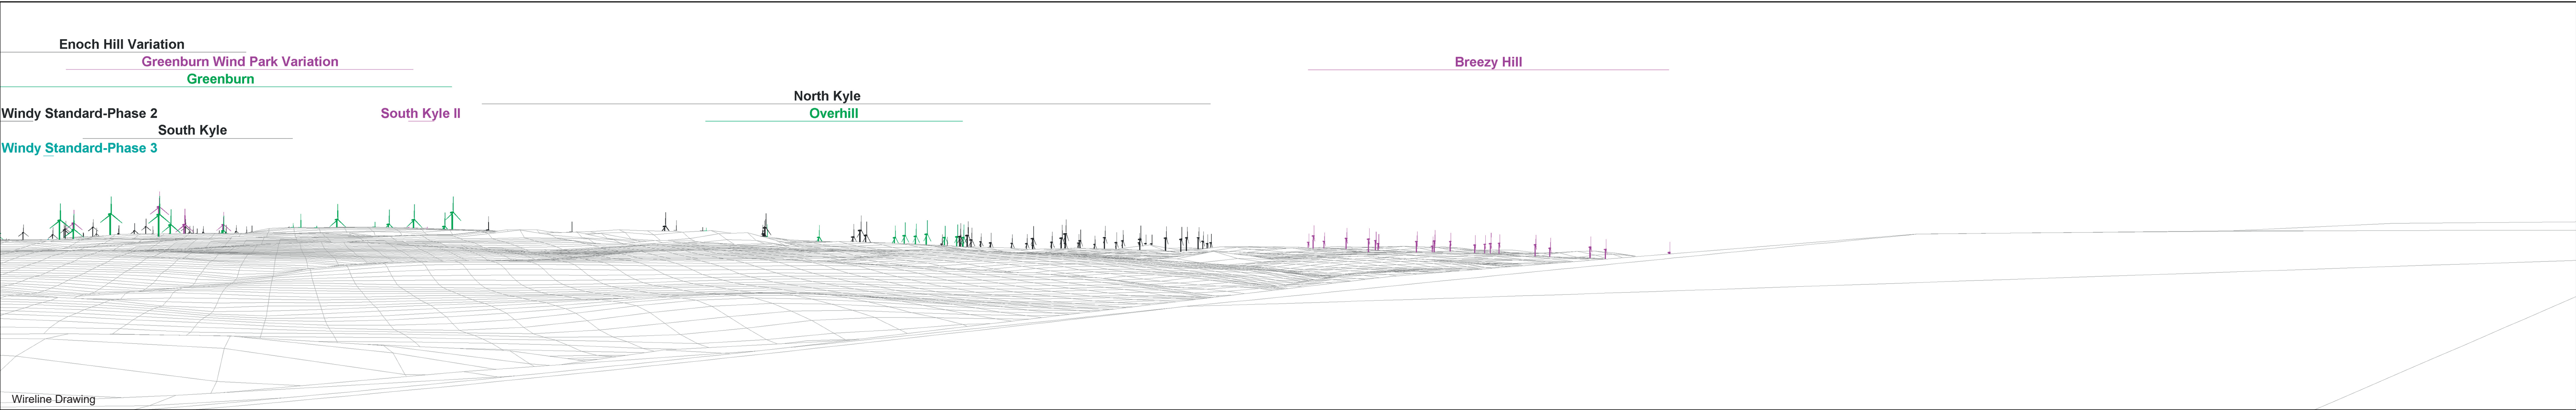 Enoch Hill Variation
Greenburn Wind Park Variation
Breezy Hill
Greenburn
North Kyle
Windy Standard-Phase 2
South Kyle II
Overhill
South Kyle
Windy Standard-Phase 3
Wireline Drawing